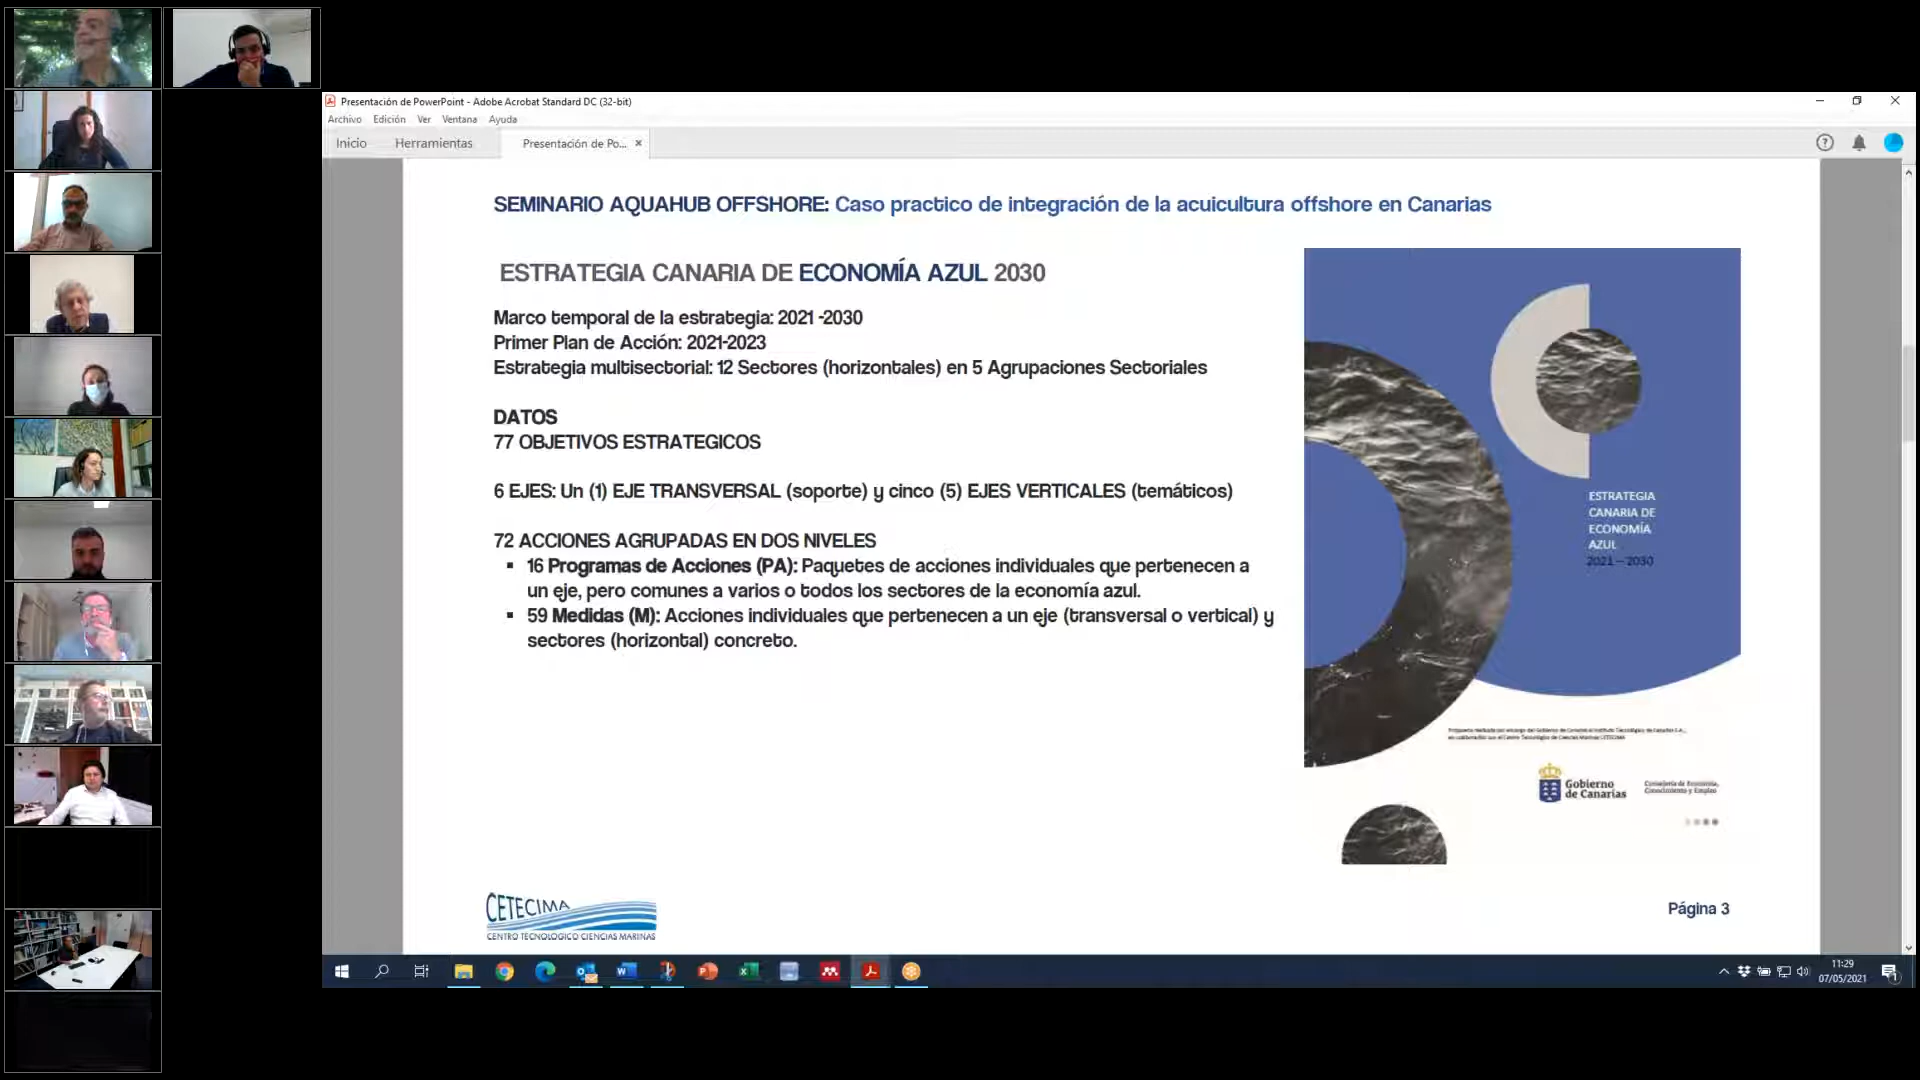 Presentación de PowerPoint - Adobe Acrobat Standard DC (32-bit)
Archivo Edición Ver Ventana Ayuda
Inicio Herramientas Presentación de Po...
SEMINARIO AQUAHUB OFFSHORE: Caso practico de integración de la acuicultura offshore en Canarias
ESTRATEGIA CANARIA DE ECONOMÍA AZUL 2030
Marco temporal de la estrategia: 2021 -2030
Primer Plan de Acción: 2021-2023
Estrategia multisectorial: 12 Sectores (horizontales) en 5 Agrupaciones Sectoriales
DATOS
77 OBJETIVOS ESTRATEGICOS
6 EJES: Un (1) EJE TRANSVERSAL (soporte) y cinco (5) EJES VERTICALES (temáticos)
72 ACCIONES AGRUPADAS EN DOS NIVELES
▪ 16 Programas de Acciones (PA): Paquetes de acciones individuales que pertenecen a
un eje, pero comunes a varios o todos los sectores de la economía azul.
▪ 59 Medidas (M): Acciones individuales que pertenecen a un eje (transversal o vertical) y
sectores (horizontal) concreto.
ESTRATEGIA
CANARIA DE
ECONOMÍA
AZUL
2021 – 2030
Gobierno
de Canarias
Consejería de Economía,
Conocimiento y Empleo
CETECIMA
CENTRO TECNOLÓGICO CIENCIAS MARINAS
Página 3
11:29
07/05/2021